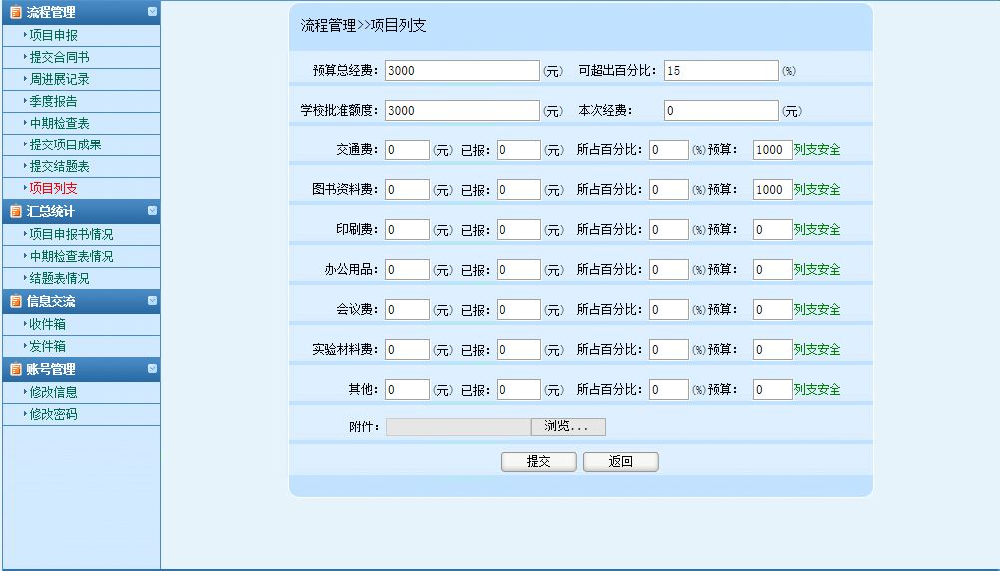 流程管理
项目申报
提交合同书
周进展记录
季度报告
中期检查表
提交项目成果
提交结题表
项目列支
汇总统计
项目申报书情况
中期检查表情况
结题表情况
信息交流
收件箱
发件箱
账号管理
修改信息
修改密码
流程管理>>项目列支
预算总经费: 3000 (元) 可超出百分比: 15 (%)
学校批准额度: 3000 (元) 本次经费: 0 (元)
交通费: 0 (元) 已报: 0 (元) 所占百分比: 0 (%)预算: 1000 列支安全
图书资料费: 0 (元) 已报: 0 (元) 所占百分比: 0 (%)预算: 1000 列支安全
印刷费: 0 (元) 已报: 0 (元) 所占百分比: 0 (%)预算: 0 列支安全
办公用品: 0 (元) 已报: 0 (元) 所占百分比: 0 (%)预算: 0 列支安全
会议费: 0 (元) 已报: 0 (元) 所占百分比: 0 (%)预算: 0 列支安全
实验材料费: 0 (元) 已报: 0 (元) 所占百分比: 0 (%)预算: 0 列支安全
其他: 0 (元) 已报: 0 (元) 所占百分比: 0 (%)预算: 0 列支安全
附件: 浏览...
提交 返回